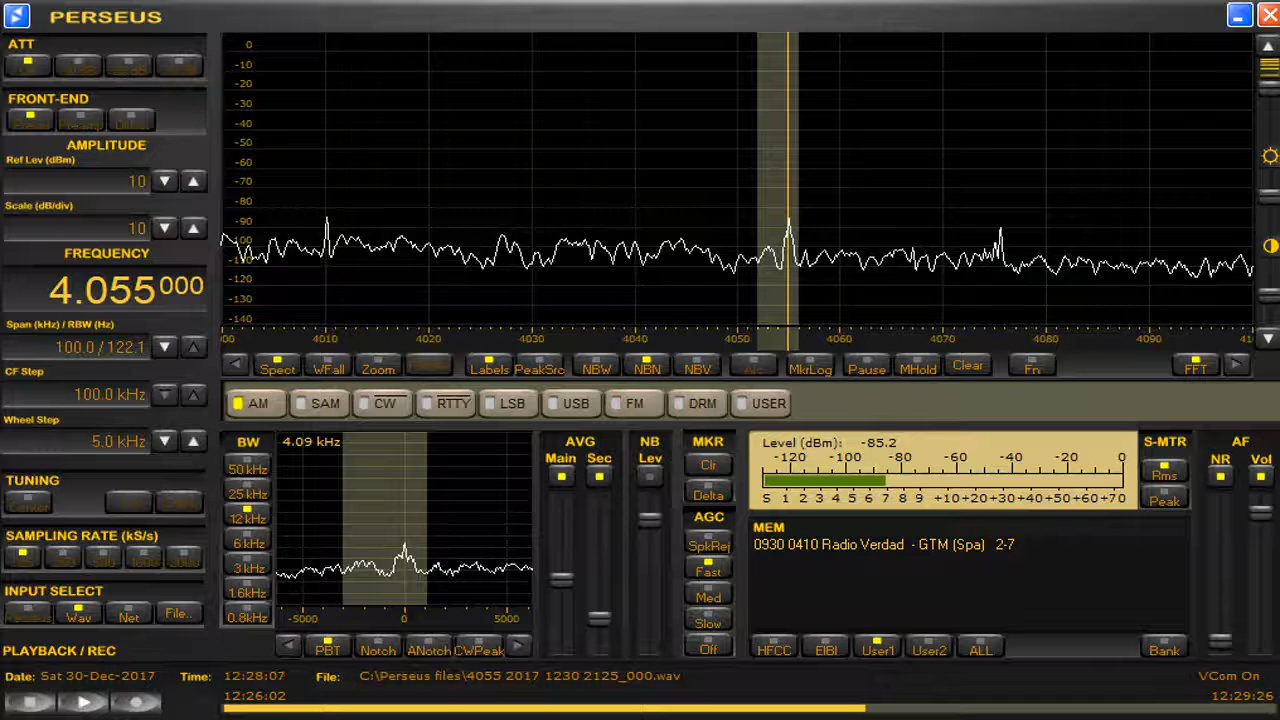 PERSEUS
ATT
FRONT-END
Preamp
AMPLITUDE
Ref Lev (dBm)
10
Scale (dB/div)
10
FREQUENCY
4.055000
Span (kHz) / RBW (Hz)
100.0 / 122.1
CF Step
100.0 kHz
Wheel Step
5.0 kHz
TUNING
Center
SAMPLING RATE (kS/s)
INPUT SELECT
Perseus Wav Net File..
PLAYBACK / REC
0
-10
-20
-30
-40
-50
-60
-70
-80
-90
-100
-110
-120
-130
-140
4010 4020 4030 4040 4050 4060 4070 4080 4090
Spect WFall Zoom Labels PeakSrc NBW NBN NBV MkrLog Pause MHold Clear Fn FFT
AM SAM CW RTTY LSB USB FM DRM USER
BW
50 kHz
25 kHz
12 kHz
6 kHz
3 kHz
1.6kHz
0.8kHz
4.09 kHz
-5000 0 5000
PBT Notch ANotch CWPeak
AVG
Main Sec
NB
Lev
MKR
Clr
Delta
AGC
SpkRej
Fast
Med
Slow
Off
Level (dBm): -85.2
-120 -100 -80 -60 -40 -20 0
S 1 2 3 4 5 6 7 8 9 +10+20+30+40+50+60+70
S-MTR
Rms
Peak
AF
NR Vol
MEM
0930 0410 Radio Verdad - GTM (Spa) 2-7
HFCC EIBI User1 User2 ALL Bank
Date: Sat 30-Dec-2017 Time: 12:28:07 File: C:\Perseus files\4055 2017 1230 2125_000.wav VCom On
12:26:02 12:29:26